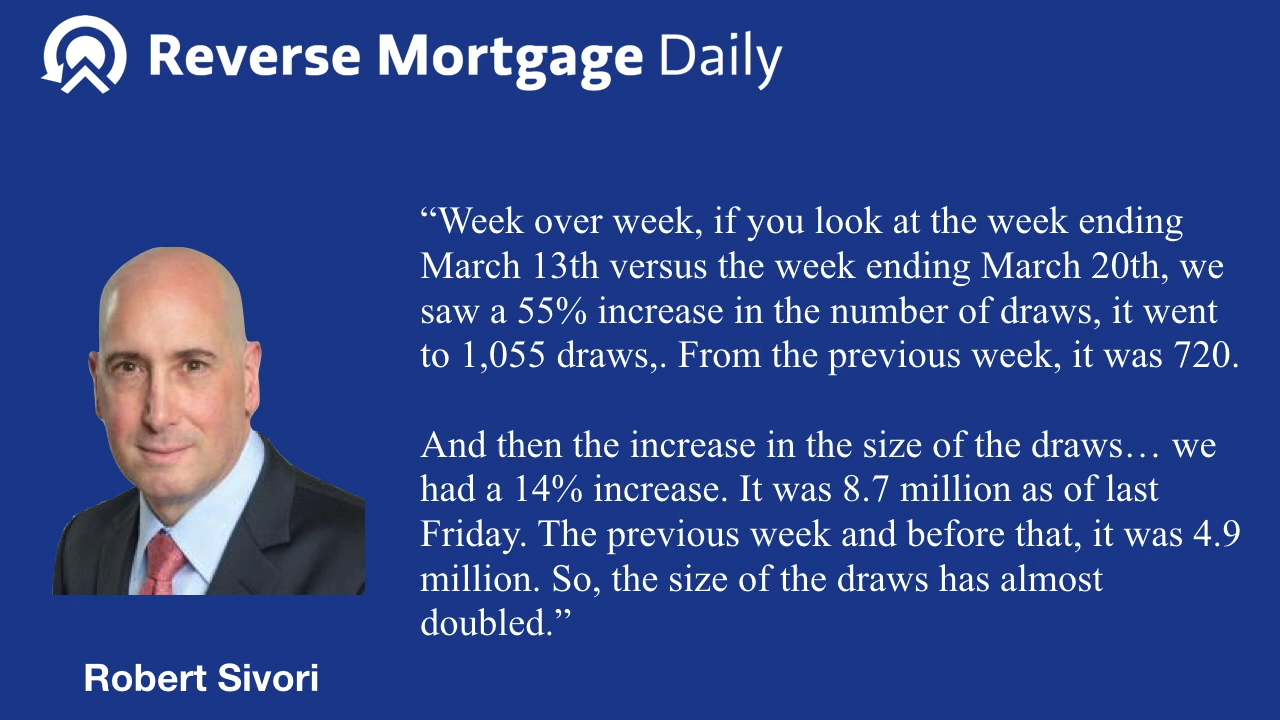 Reverse Mortgage Daily
“Week over week, if you look at the week ending
March 13th versus the week ending March 20th, we
saw a 55% increase in the number of draws, it went
to 1,055 draws,. From the previous week, it was 720.
And then the increase in the size of the draws… we
had a 14% increase. It was 8.7 million as of last
Friday. The previous week and before that, it was 4.9
million. So, the size of the draws has almost
doubled.”
Robert Sivori